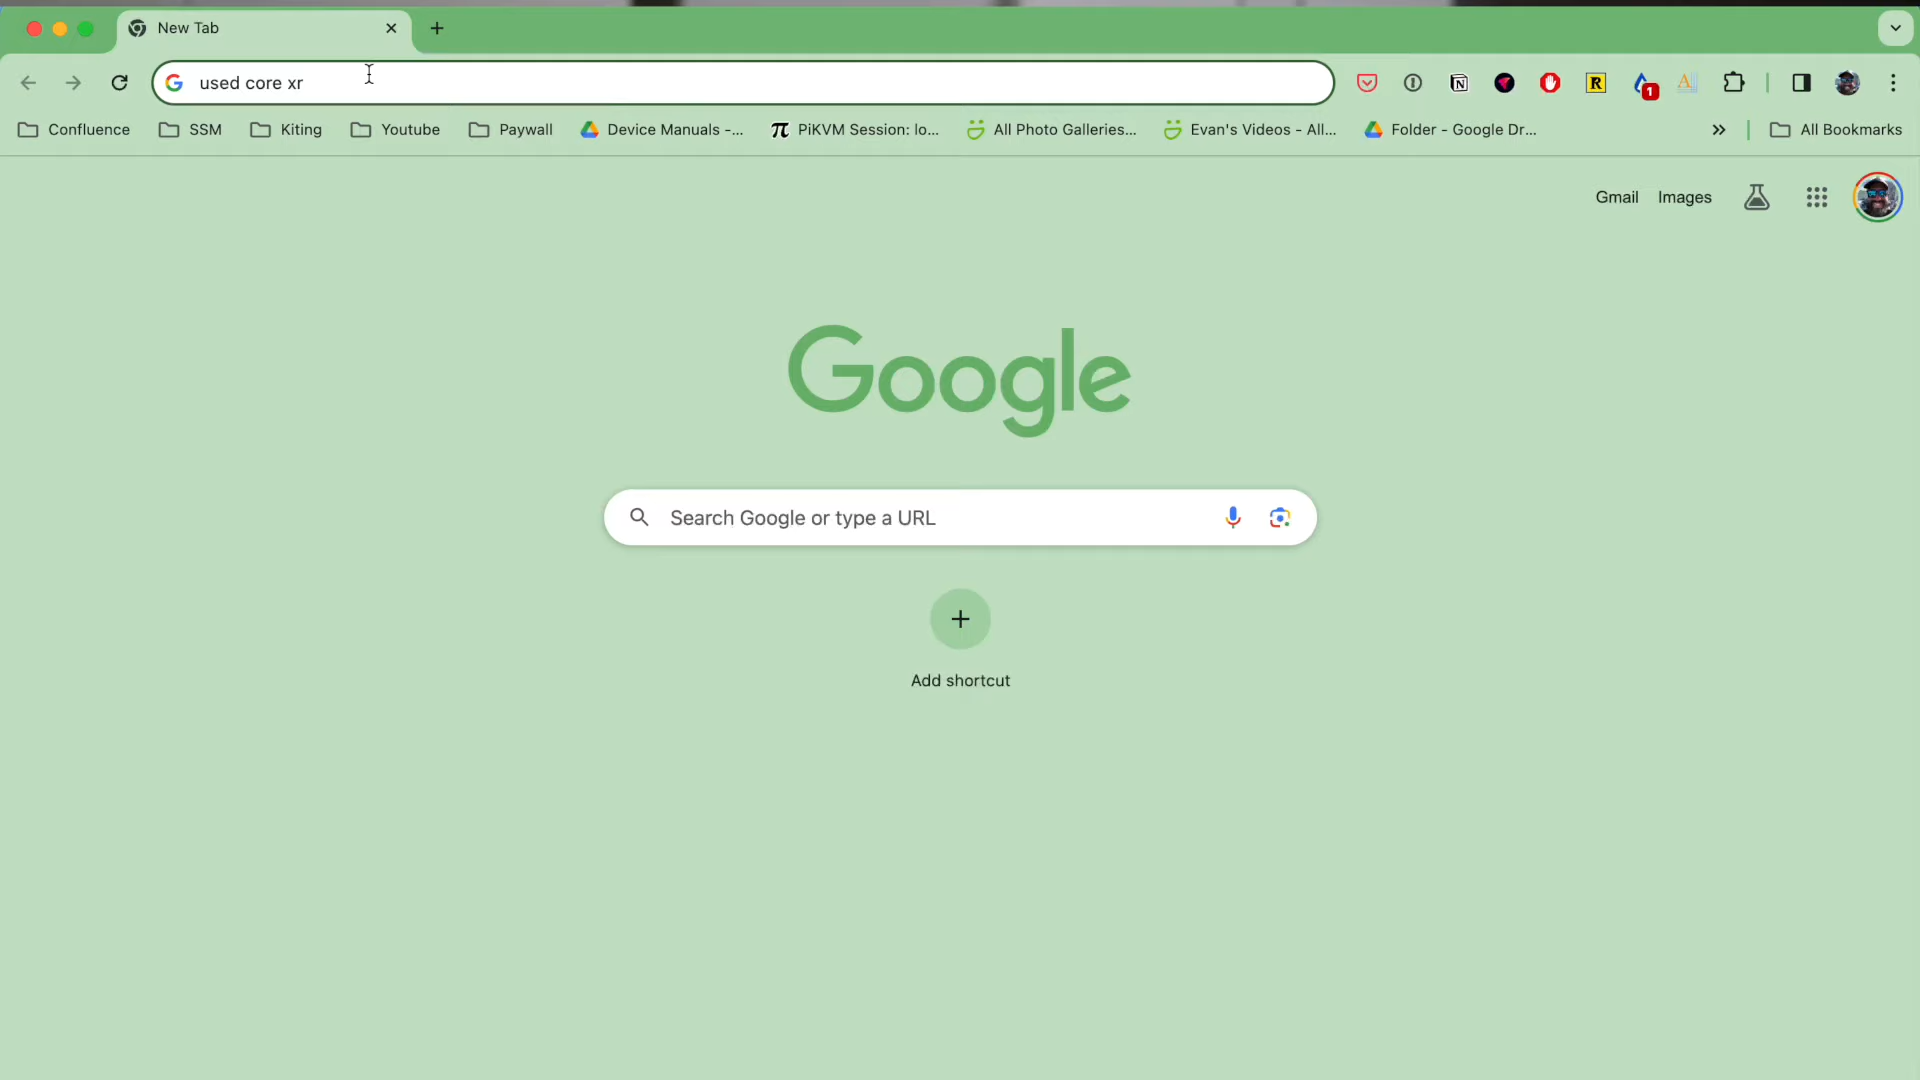 New Tab
used core xr
1
Confluence SSM Kiting Youtube Paywall Device Manuals -... PiKVM Session: lo... All Photo Galleries... Evan's Videos - All... Folder - Google Dr... All Bookmarks
Gmail Images
Google
Search Google or type a URL
Add shortcut